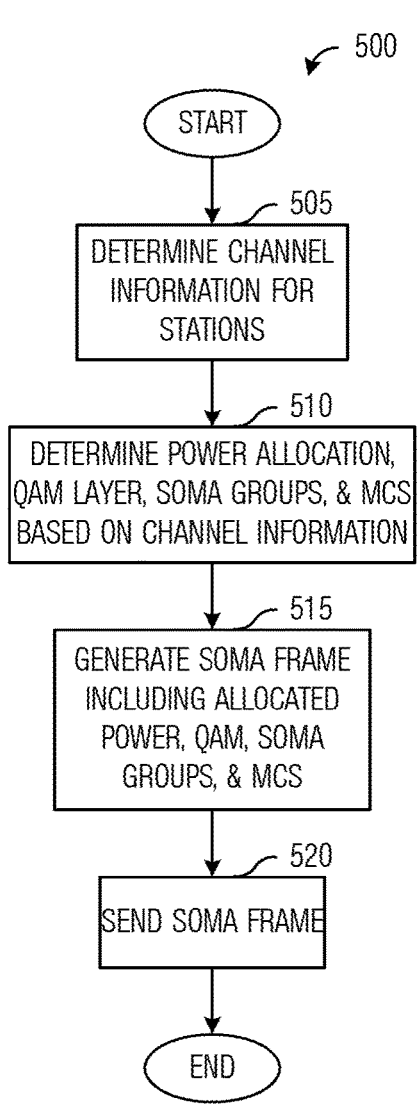 500
START
505
DETERMINE CHANNEL
INFORMATION FOR
STATIONS
510
DETERMINE POWER ALLOCATION,
QAM LAYER, SOMA GROUPS, & MCS
BASED ON CHANNEL INFORMATION
515
GENERATE SOMA FRAME
INCLUDING ALLOCATED
POWER, QAM, SOMA
GROUPS, & MCS
520
SEND SOMA FRAME
END